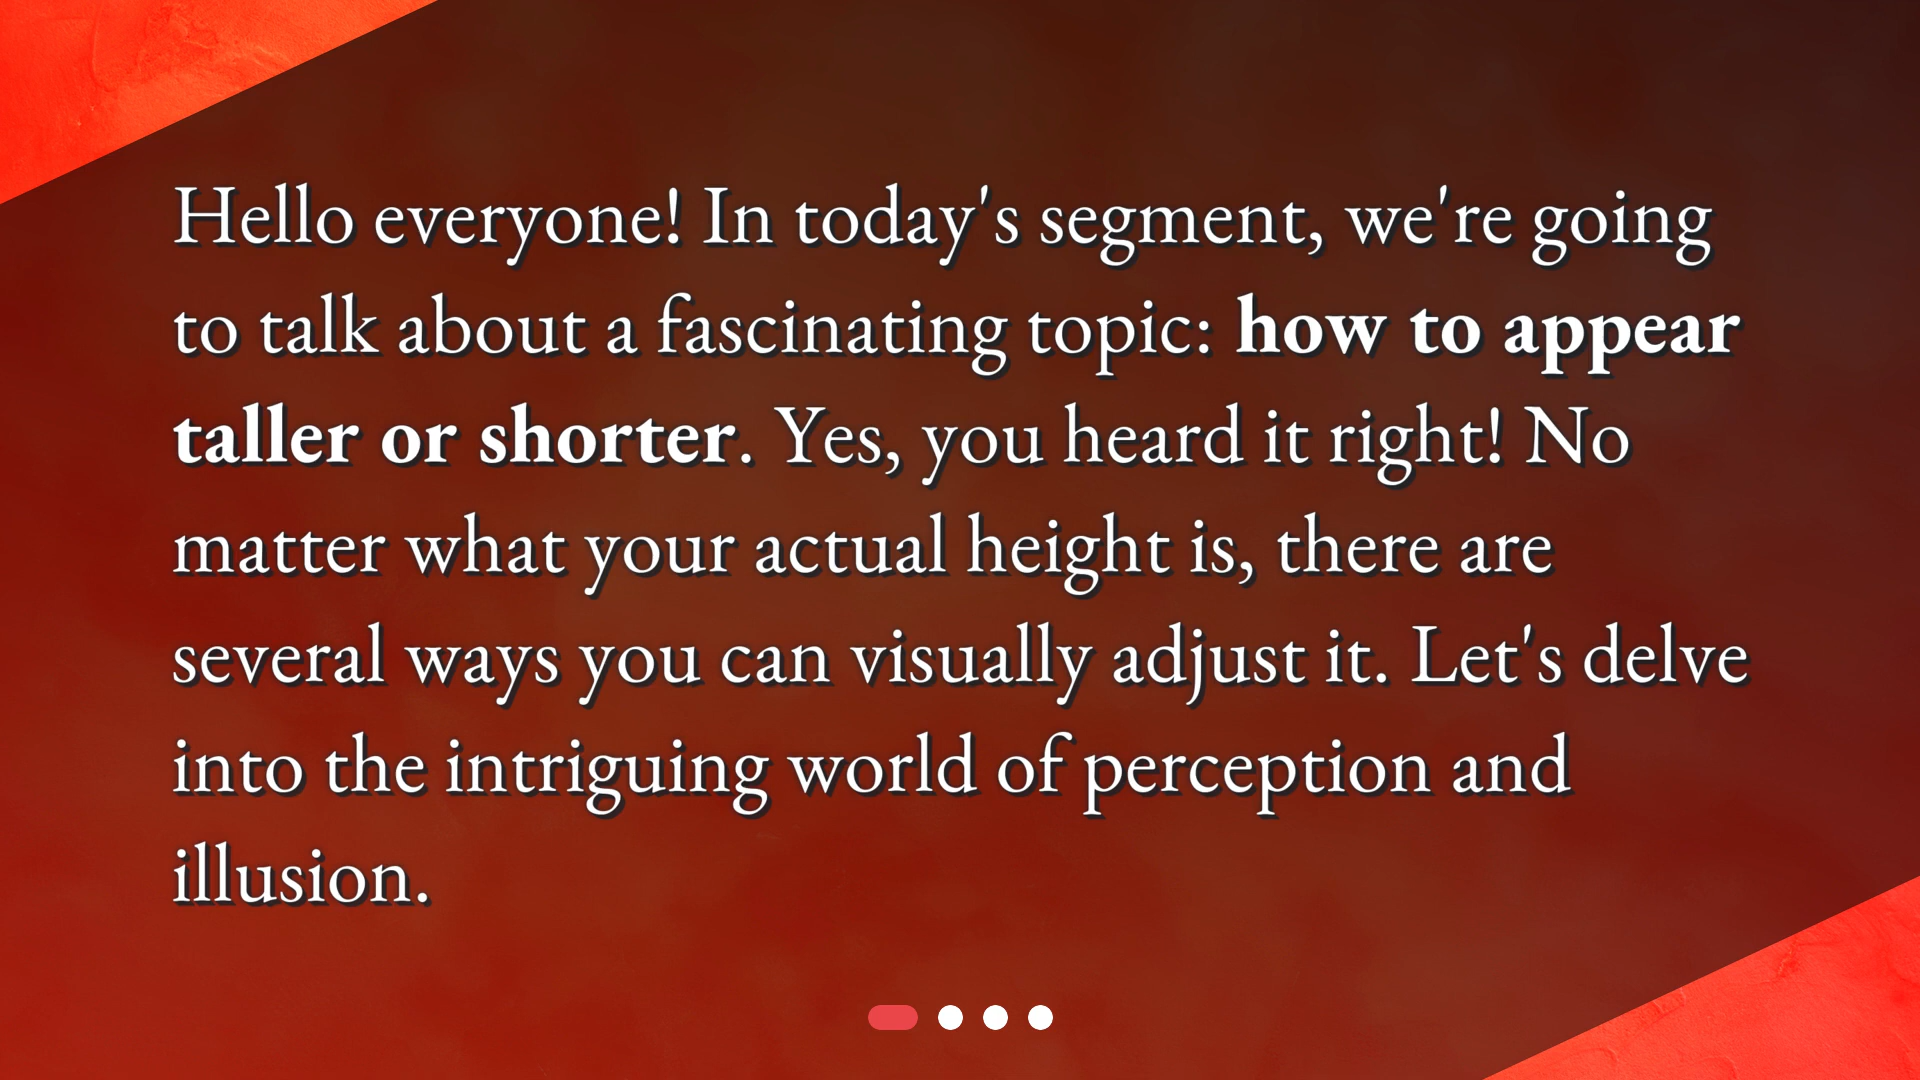 Hello everyone! In today's segment, we're going
to talk about a fascinating topic: how to appear
taller or shorter. Yes, you heard it right! No
matter what your actual height is, there are
several ways you can visually adjust it. Let's delve
into the intriguing world of perception and
illusion.